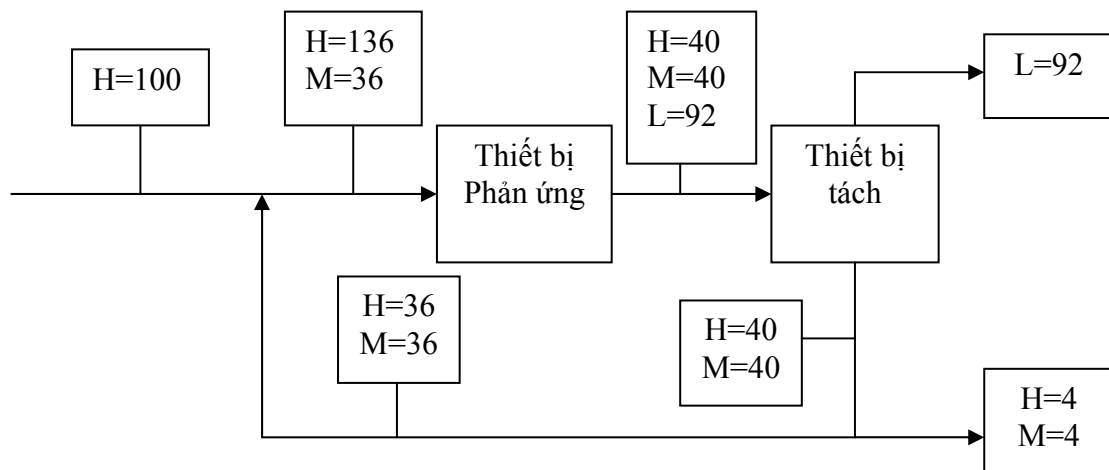 H=100
H=136
M=36
H=40
M=40
L=92
L=92
Thiết bị
Phản ứng
Thiết bị
tách
H=36
M=36
H=40
M=40
H=4
M=4